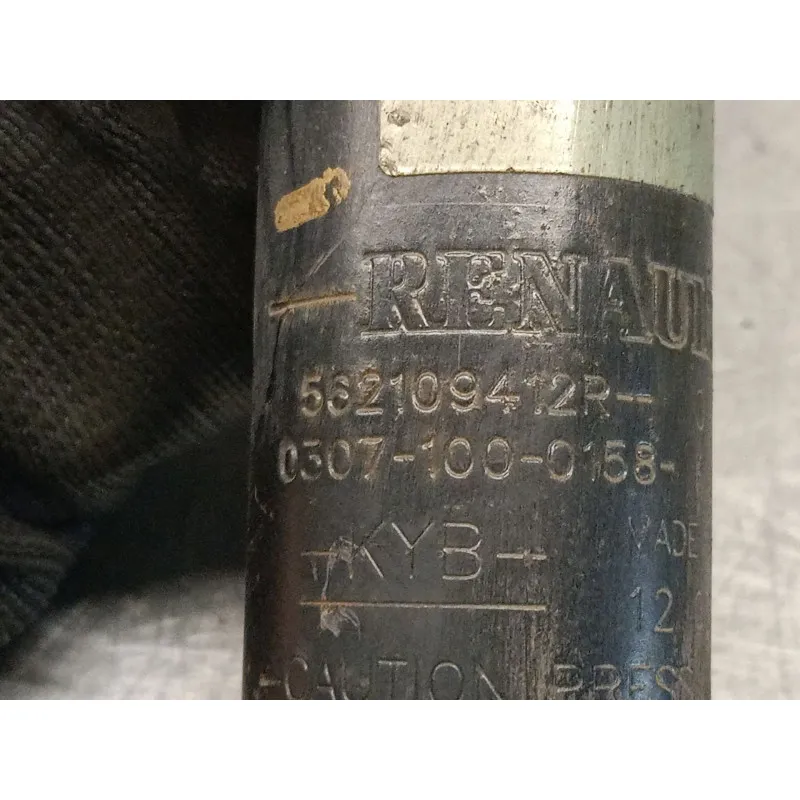 RENAUL
562109412R--
0307-100-0158-
-KYB- MADE
12
-CAUTION PRES